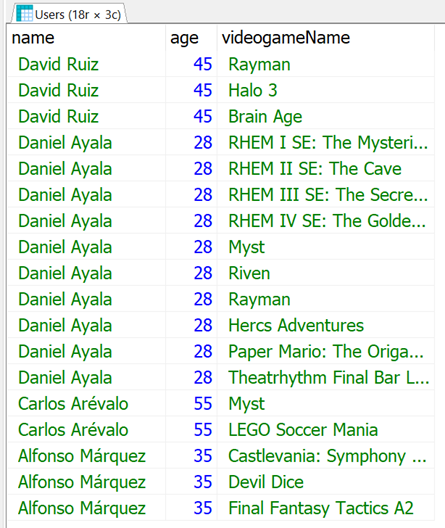 Users (18r × 3c)
name age videogameName
David Ruiz 45 Rayman
David Ruiz 45 Halo 3
David Ruiz 45 Brain Age
Daniel Ayala 28 RHEM I SE: The Mysteri...
Daniel Ayala 28 RHEM II SE: The Cave
Daniel Ayala 28 RHEM III SE: The Secre...
Daniel Ayala 28 RHEM IV SE: The Golde...
Daniel Ayala 28 Myst
Daniel Ayala 28 Riven
Daniel Ayala 28 Rayman
Daniel Ayala 28 Hercs Adventures
Daniel Ayala 28 Paper Mario: The Origa...
Daniel Ayala 28 Theatrhythm Final Bar L...
Carlos Arévalo 55 Myst
Carlos Arévalo 55 LEGO Soccer Mania
Alfonso Márquez 35 Castlevania: Symphony ...
Alfonso Márquez 35 Devil Dice
Alfonso Márquez 35 Final Fantasy Tactics A2